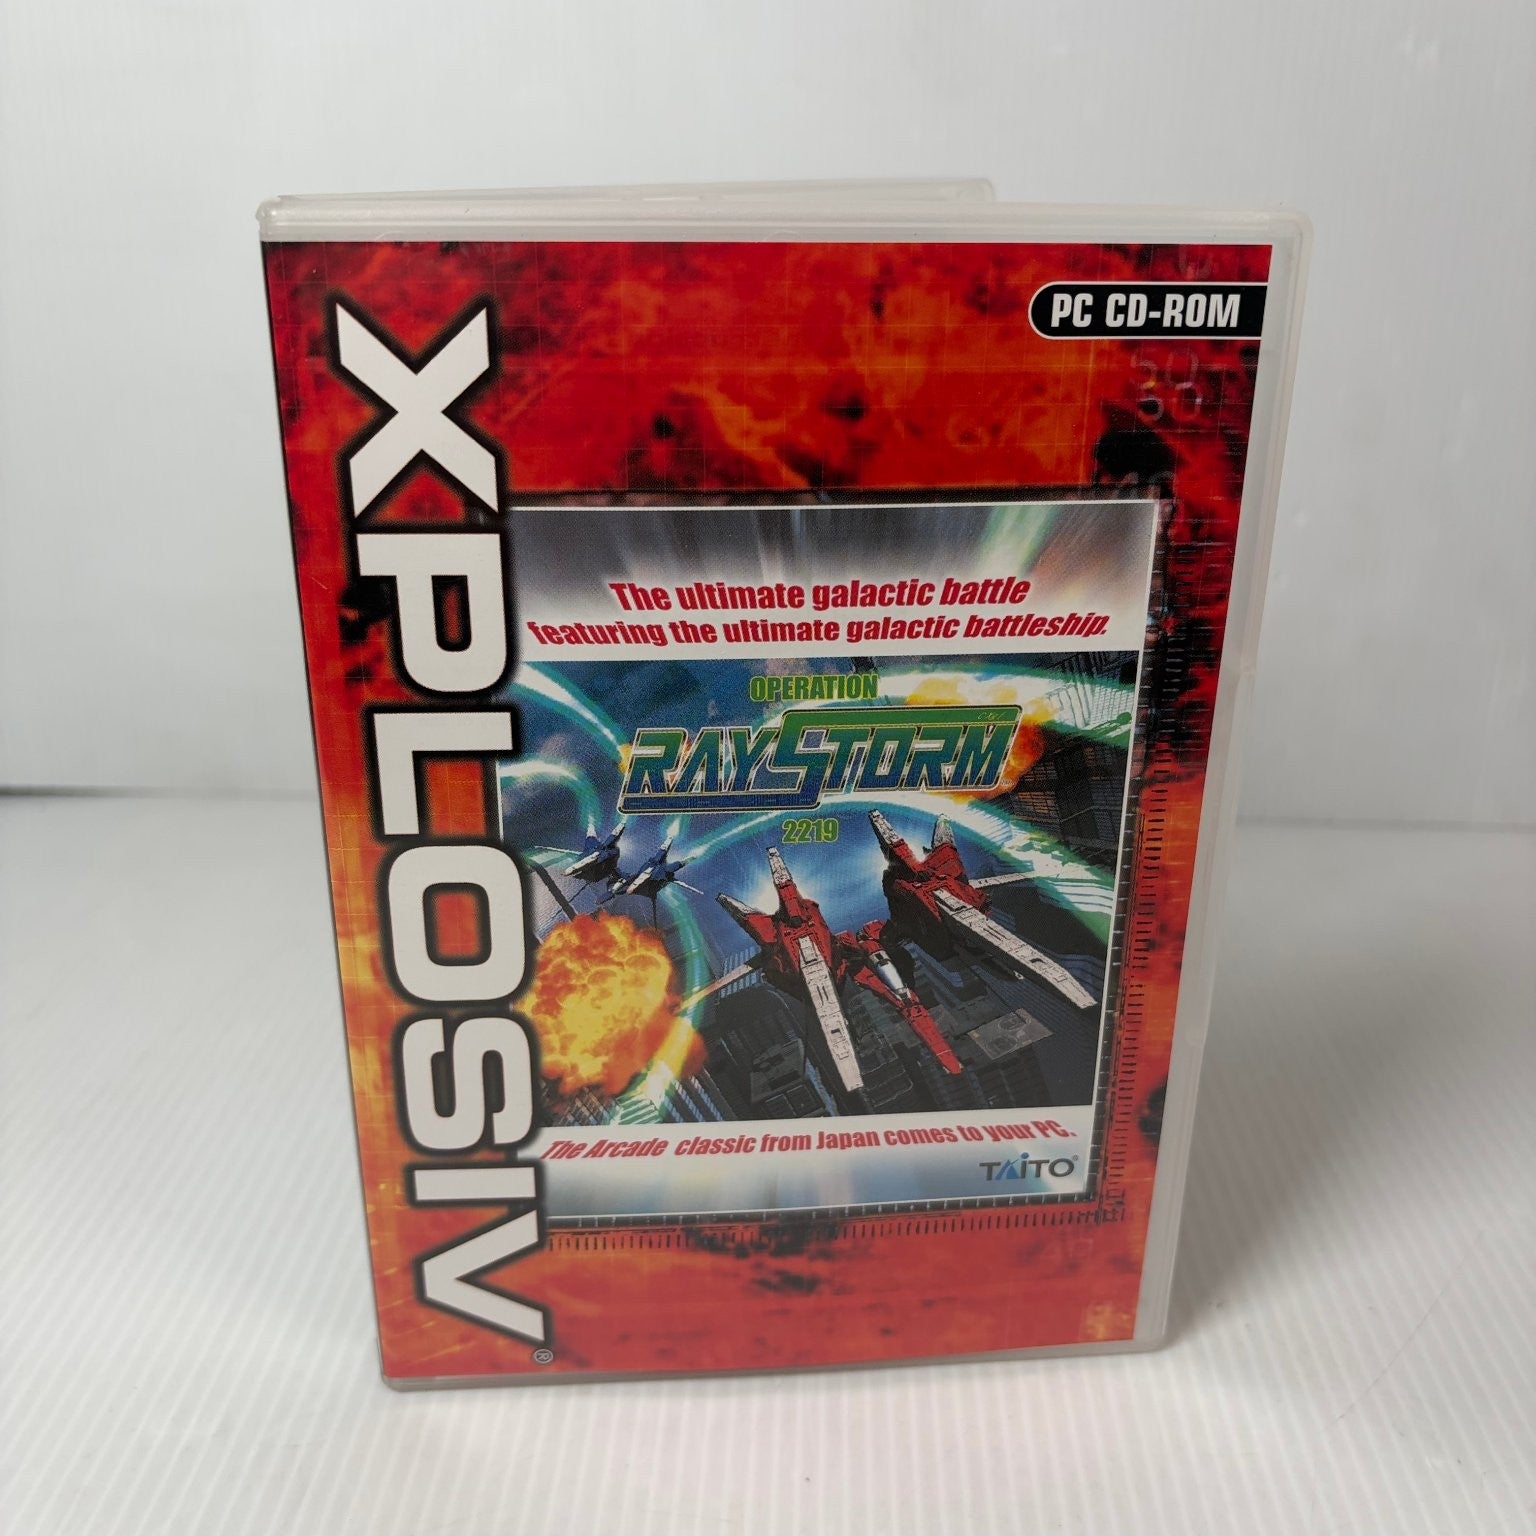 PC CD-ROM
XPLOSIV®
The ultimate galactic battle
featuring the ultimate galactic battleship.
OPERATION
RAYSTORM
2219
The Arcade classic from Japan comes to your PC.
TAITO®